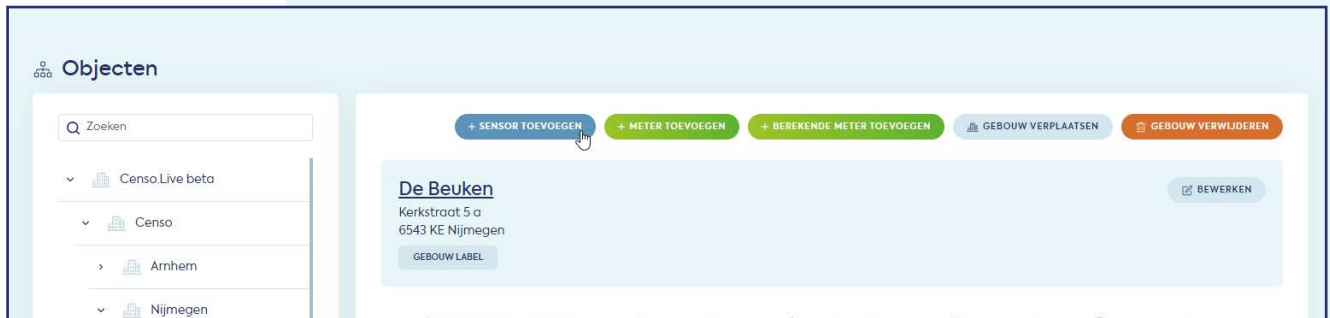 Objecten
Zoeken
+ SENSOR TOEVOEGEN
+ METER TOEVOEGEN
+ BEREKENDE METER TOEVOEGEN
GEBOUW VERPLAATSEN
GEBOUW VERWIJDEREN
Censo.Live beta
Censo
Arnhem
Nijmegen
De Beuken
Kerkstraat 5 a
6543 KE Nijmegen
GEBOUW LABEL
BEWERKEN